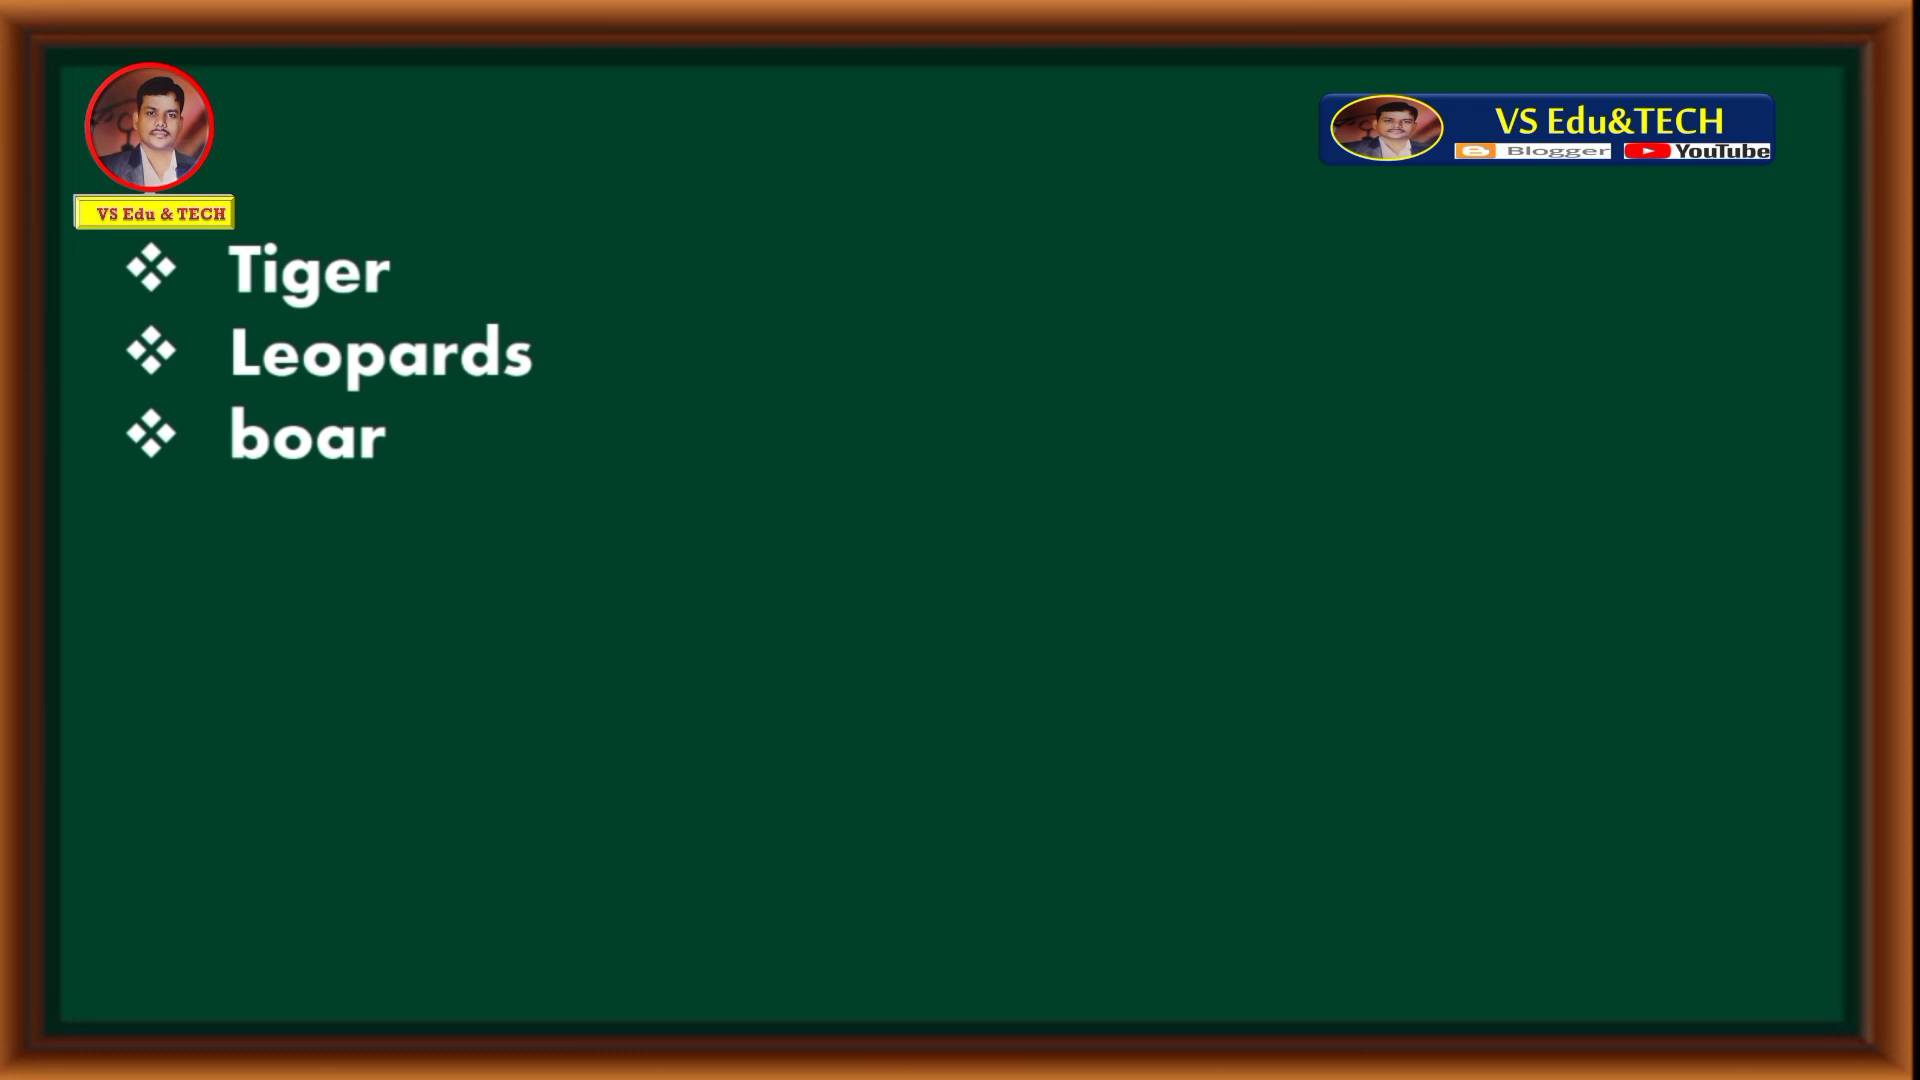 VS Edu&TECH
Blogger YouTube
VS Edu & TECH
Tiger
Leopards
boar